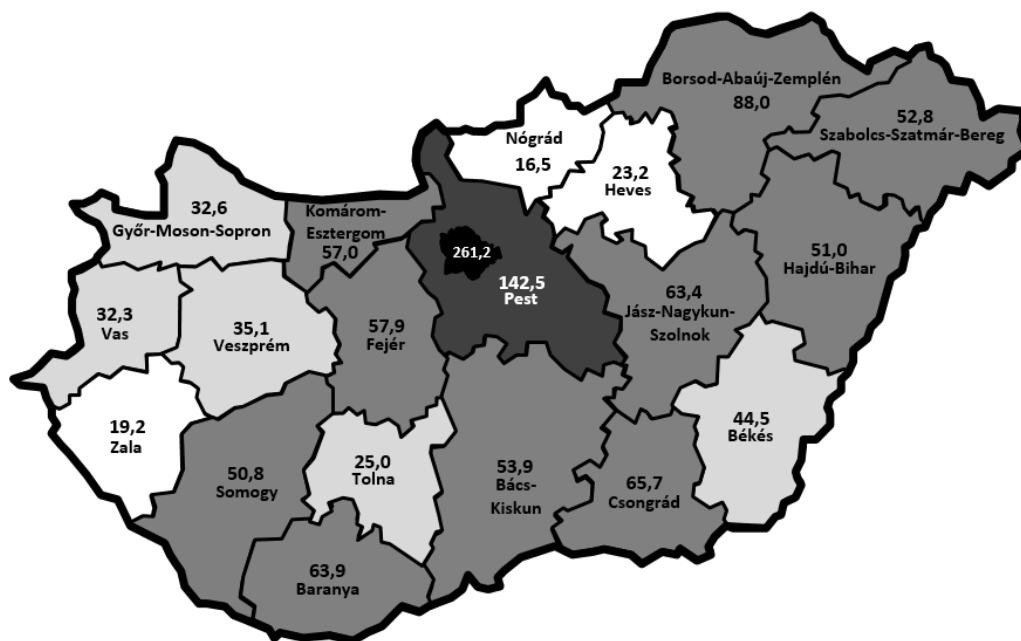 Borsod-Abaúj-Zemplén
88,0
52,8
Szabolcs-Szatmár-Bereg
Nógrád
16,5
23,2
Heves
32,6
Győr-Moson-Sopron
Komárom-
Esztergom
57,0
261,2
142,5
Pest
51,0
Hajdú-Bihar
63,4
Jász-Nagykun-
Szolnok
32,3
Vas
35,1
Veszprém
57,9
Fejér
44,5
Békés
19,2
Zala
50,8
Somogy
25,0
Tolna
53,9
Bács-
Kiskun
65,7
Csongrád
63,9
Baranya